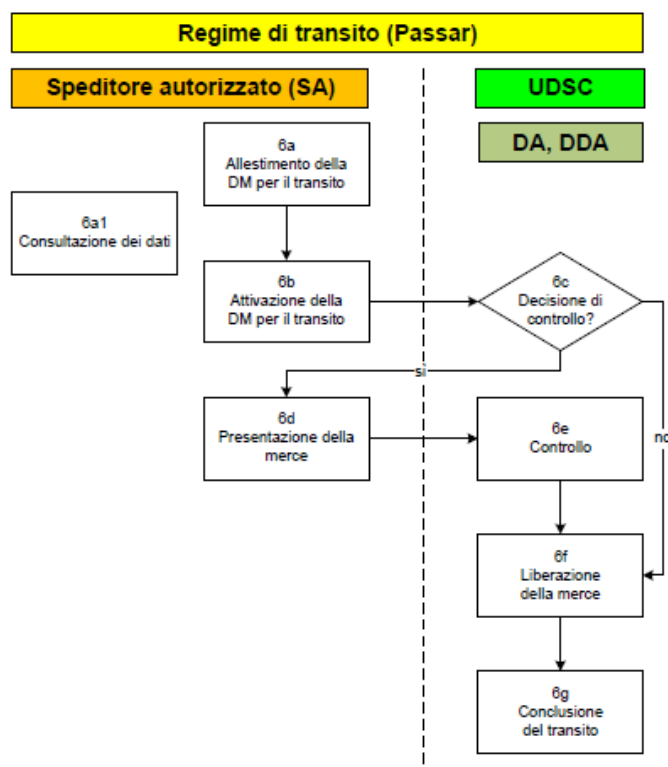 Regime di transito (Passar)
Speditore autorizzato (SA)
UDSC
DA, DDA
6a
Allestimento della
DM per il transito
6a1
Consultazione dei dati
6b
Attivazione della
DM per il transito
6c
Decisione di
controllo?
sì
6d
Presentazione della
merce
6e
Controllo
no
6f
Liberazione
della merce
6g
Conclusione
del transito